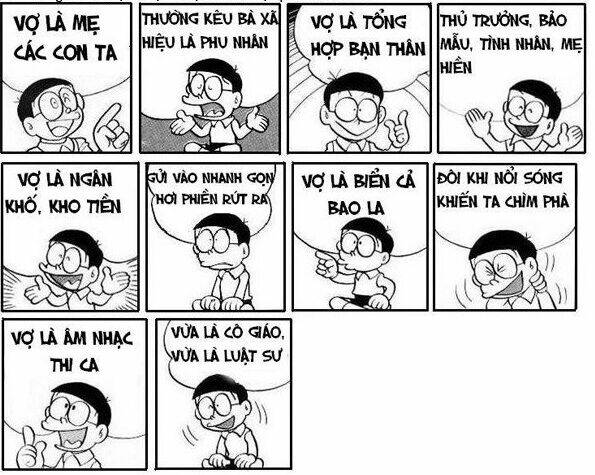 VỢ LÀ MẸ
CÁC CON TA
THƯỜNG KÊU BÀ XÃ
HIỆU LÀ PHU NHÂN
VỢ LÀ TỔNG
HỢP BẠN THÂN
THỦ TRƯỞNG, BẢO
MẪU, TÌNH NHÂN, MẸ
HIỀN
VỢ LÀ NGÂN
KHỐ, KHO TIỀN
GỬI VÀO NHANH GỌN
HƠI PHIỀN RÚT RA
VỢ LÀ BIỂN CẢ
BAO LA
ĐÔI KHI NỔI SÓNG
KHIẾN TA CHÌM PHÀ
VỢ LÀ ÂM NHẠC
THI CA
VỪA LÀ CÔ GIÁO,
VỪA LÀ LUẬT SƯ